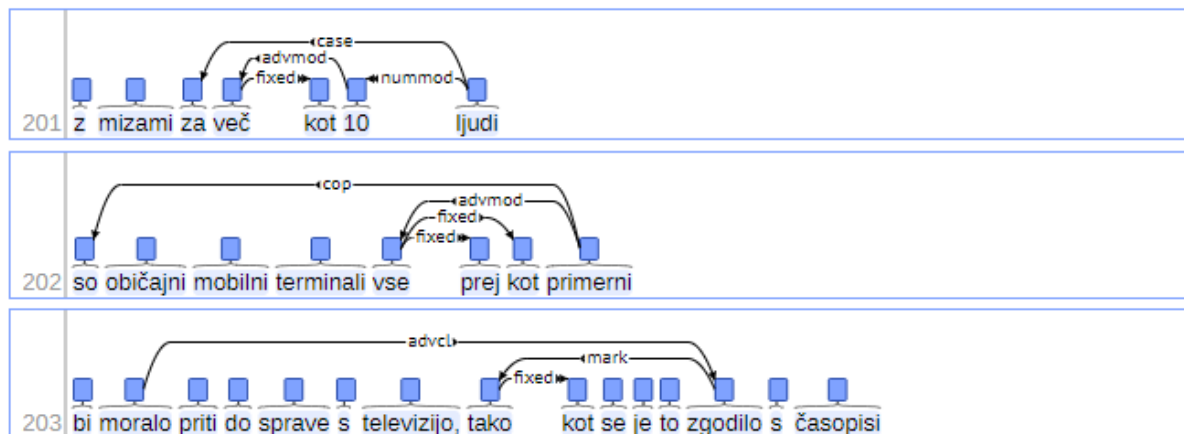 case
advmod
fixed nummod
201 z mizami za več kot 10 ljudi
cop
advmod
fixed
fixed
202 so običajni mobilni terminali vse prej kot primerni
advcl
mark
fixed
203 bi moralo priti do sprave s televizijo, tako kot se je to zgodilo s časopisi